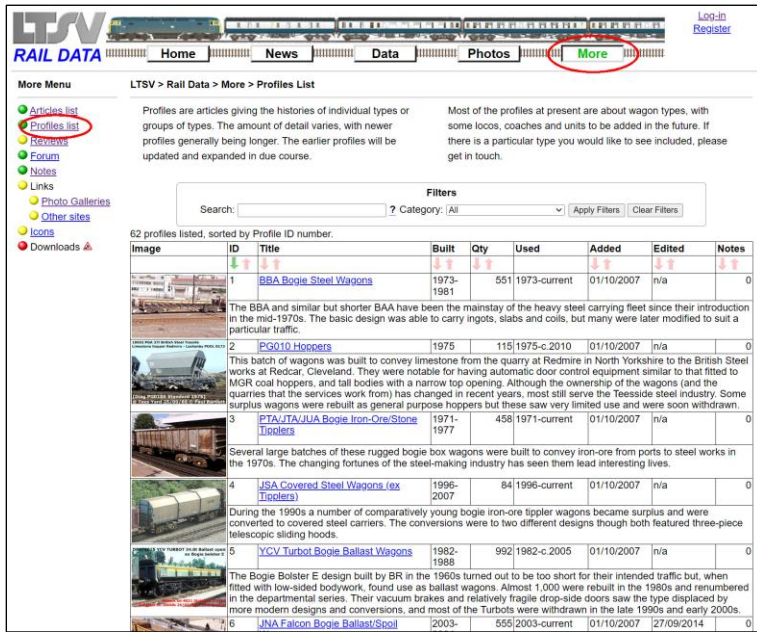 LTSV
RAIL DATA
Home
News
Data
Photos
More
Log-in
Register
More Menu
Articles list
Profiles list
Reviews
Forum
Notes
Links
Photo Galleries
Other sites
Icons
Downloads
LTSV > Rail Data > More > Profiles List
Profiles are articles giving the histories of individual types or
groups of types. The amount of detail varies, with newer
profiles generally being longer. The earlier profiles will be
updated and expanded in due course.
Most of the profiles at present are about wagon types, with
some locos, coaches and units to be added in the future. If
there is a particular type you would like to see included, please
get in touch.
Filters
Search: ? Category: All Apply Filters Clear Filters
62 profiles listed, sorted by Profile ID number.
Image ID Title Built Qty Used Added Edited Notes
1 BBA Bogie Steel Wagons 1973- 551 1973-current 01/10/2007 n/a 0
1981
The BBA and similar but shorter BAA have been the mainstay of the heavy steel carrying fleet since their introduction
in the mid-1970s. The basic design was able to carry ingots, slabs and coils, but many were later modified to suit a
particular traffic.
2 PG010 Hoppers 1975 115 1975-c.2010 01/10/2007 n/a 0
This batch of wagons was built to convey limestone from the quarry at Redmire in North Yorkshire to the British Steel
works at Redcar, Cleveland. They were notable for having automatic door control equipment similar to that fitted to
MGR coal hoppers, and tall bodies with a narrow top opening. Although the ownership of the wagons (and the
quarries that the services work from) has changed in recent years, most still serve the Teesside steel industry. Some
surplus wagons were rebuilt as general purpose hoppers but these saw very limited use and were soon withdrawn.
3 PTA/JTA/JUA Bogie Iron-Ore/Stone 1971- 458 1971-current 01/10/2007 n/a 0
Tipplers 1977
Several large batches of these rugged bogie box wagons were built to convey iron-ore from ports to steel works in
the 1970s. The changing fortunes of the steel-making industry has seen them lead interesting lives.
4 JSA Covered Steel Wagons (ex 1996- 84 1996-current 01/10/2007 n/a 0
Tipplers) 2007
During the 1990s a number of comparatively young bogie iron-ore tippler wagons became surplus and were
converted to covered steel carriers. The conversions were to two different designs though both featured three-piece
telescopic sliding hoods.
5 YCV Turbot Bogie Ballast Wagons 1982- 992 1982-c.2005 01/10/2007 n/a 0
1988
The Bogie Bolster E design built by BR in the 1960s turned out to be too short for their intended traffic but, when
fitted with low-sided bodywork, found use as ballast wagons. Almost 1,000 were rebuilt in the 1980s and renumbered
in the departmental series. Their vacuum brakes and relatively fragile drop-side doors saw the type displaced by
more modern designs and conversions, and most of the Turbots were withdrawn in the late 1990s and early 2000s.
6 JNA Falcon Bogie Ballast/Spoil 2003- 555 2003-current 01/10/2007 27/09/2014 0